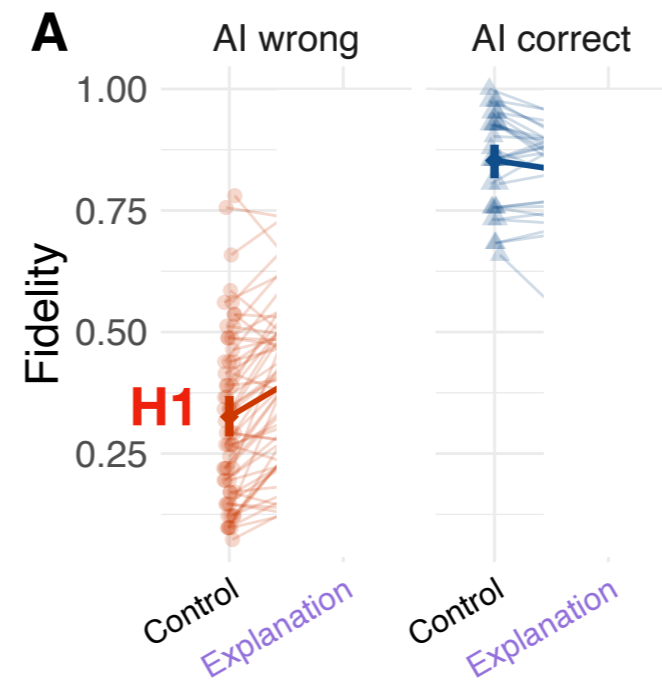 A
AI wrong
AI correct
1.00
0.75
0.50
0.25
Fidelity
H1
Control
Explanation
Control
Explanation